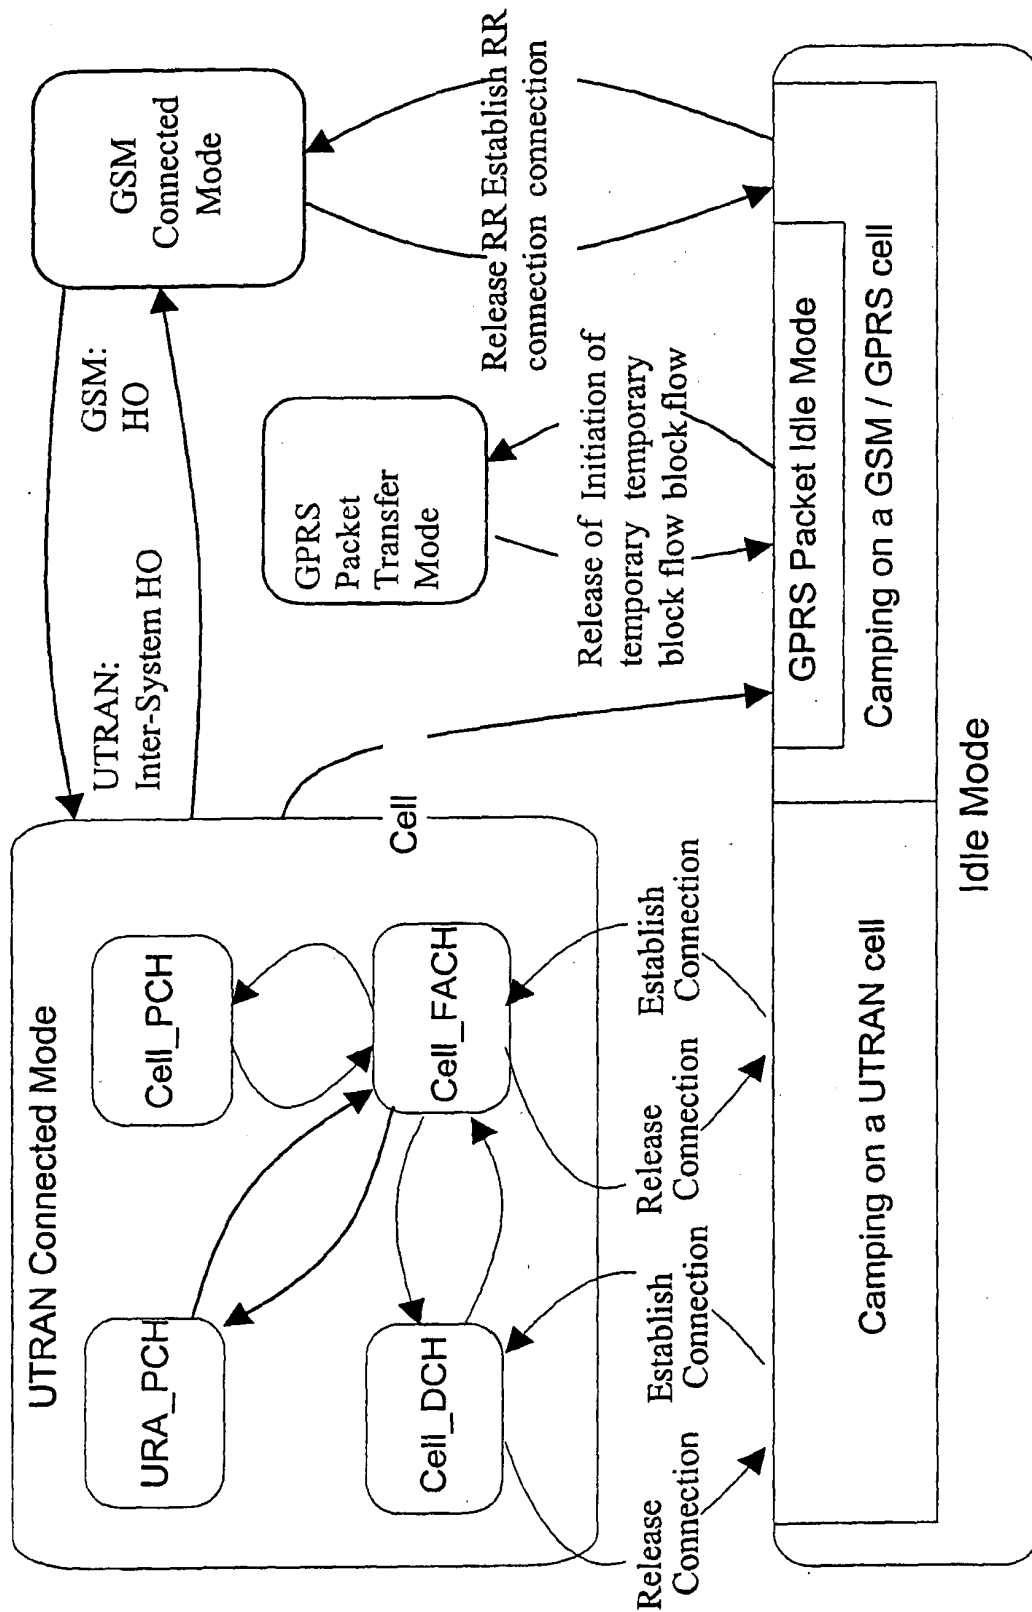 UTRAN Connected Mode
URA_PCH
Cell_PCH
Cell_DCH
Cell_FACH
Cell
UTRAN:
Inter-System HO
GSM:
HO
GSM
Connected
Mode
GPRS
Packet
Transfer
Mode
Release
Connection
Establish
Connection
Release
Connection
Establish
Connection
Release of
temporary
block flow
Initiation of
temporary
block flow
Release RR
connection
Establish RR
connection
GPRS Packet Idle Mode
Camping on a UTRAN cell
Camping on a GSM / GPRS cell
Idle Mode